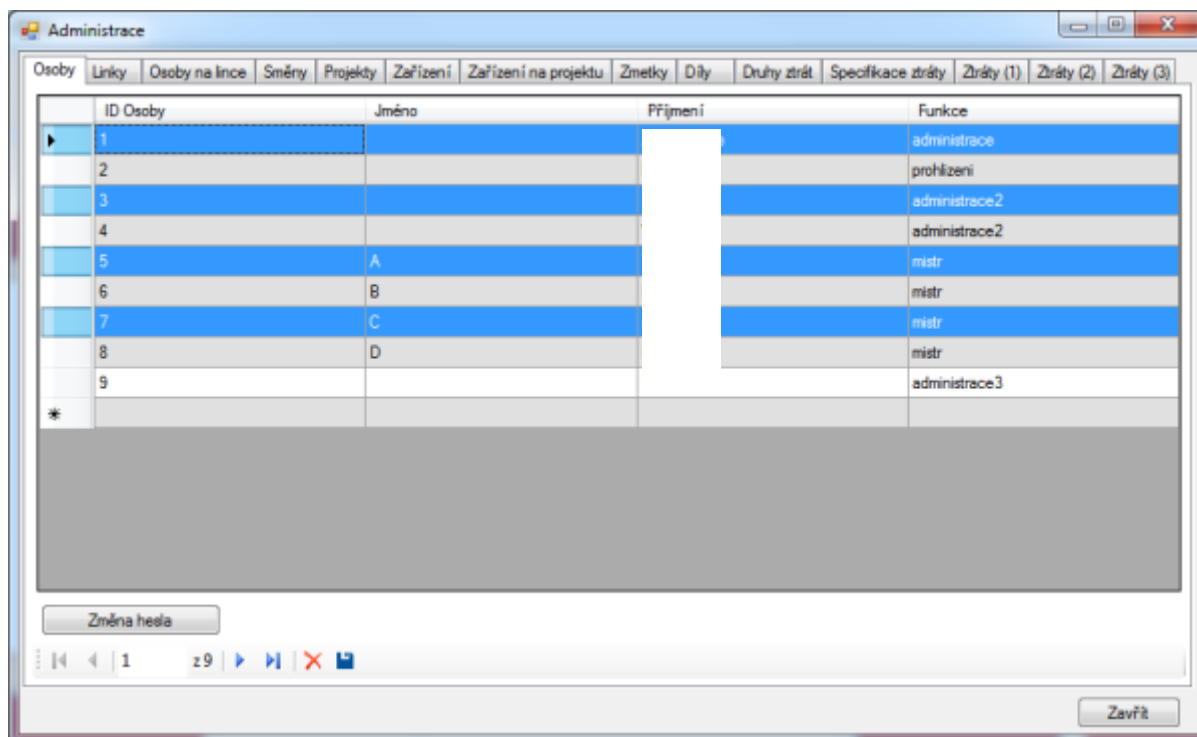 Administrace
Osoby Linky Osoby na lince Směny Projekty Zařízení Zařízení na projektu Zmetky Díly Druhy ztrát Specifikace ztráty Ztráty (1) Ztráty (2) Ztráty (3)
ID Osoby Jméno Příjmení Funkce
1 administrace
2 prohlizeni
3 administrace2
4 administrace2
5 A mistr
6 B mistr
7 C mistr
8 D mistr
9 administrace3
Změna hesla
1 z 9
Zavřít